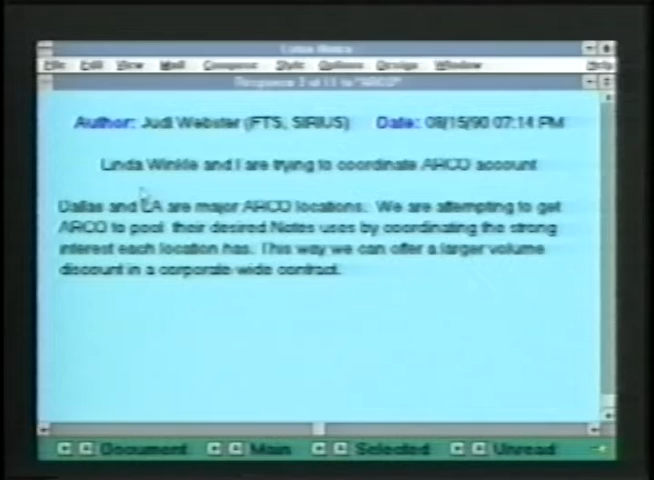 Lotus Notes
File Edit View Mail Compose Style Options Design Window Help
Response 2 of 11 to "ARCO"
Author: Judi Webster (FTS, SIRIUS) Date: 08/15/90 07:14 PM
Linda Winkle and I are trying to coordinate ARCO account
Dallas and LA are major ARCO locations. We are attempting to get
ARCO to pool their desired Notes uses by coordinating the strong
interest each location has. This way we can offer a larger volume
discount in a corporate-wide contract.
Document Main Selected Unread